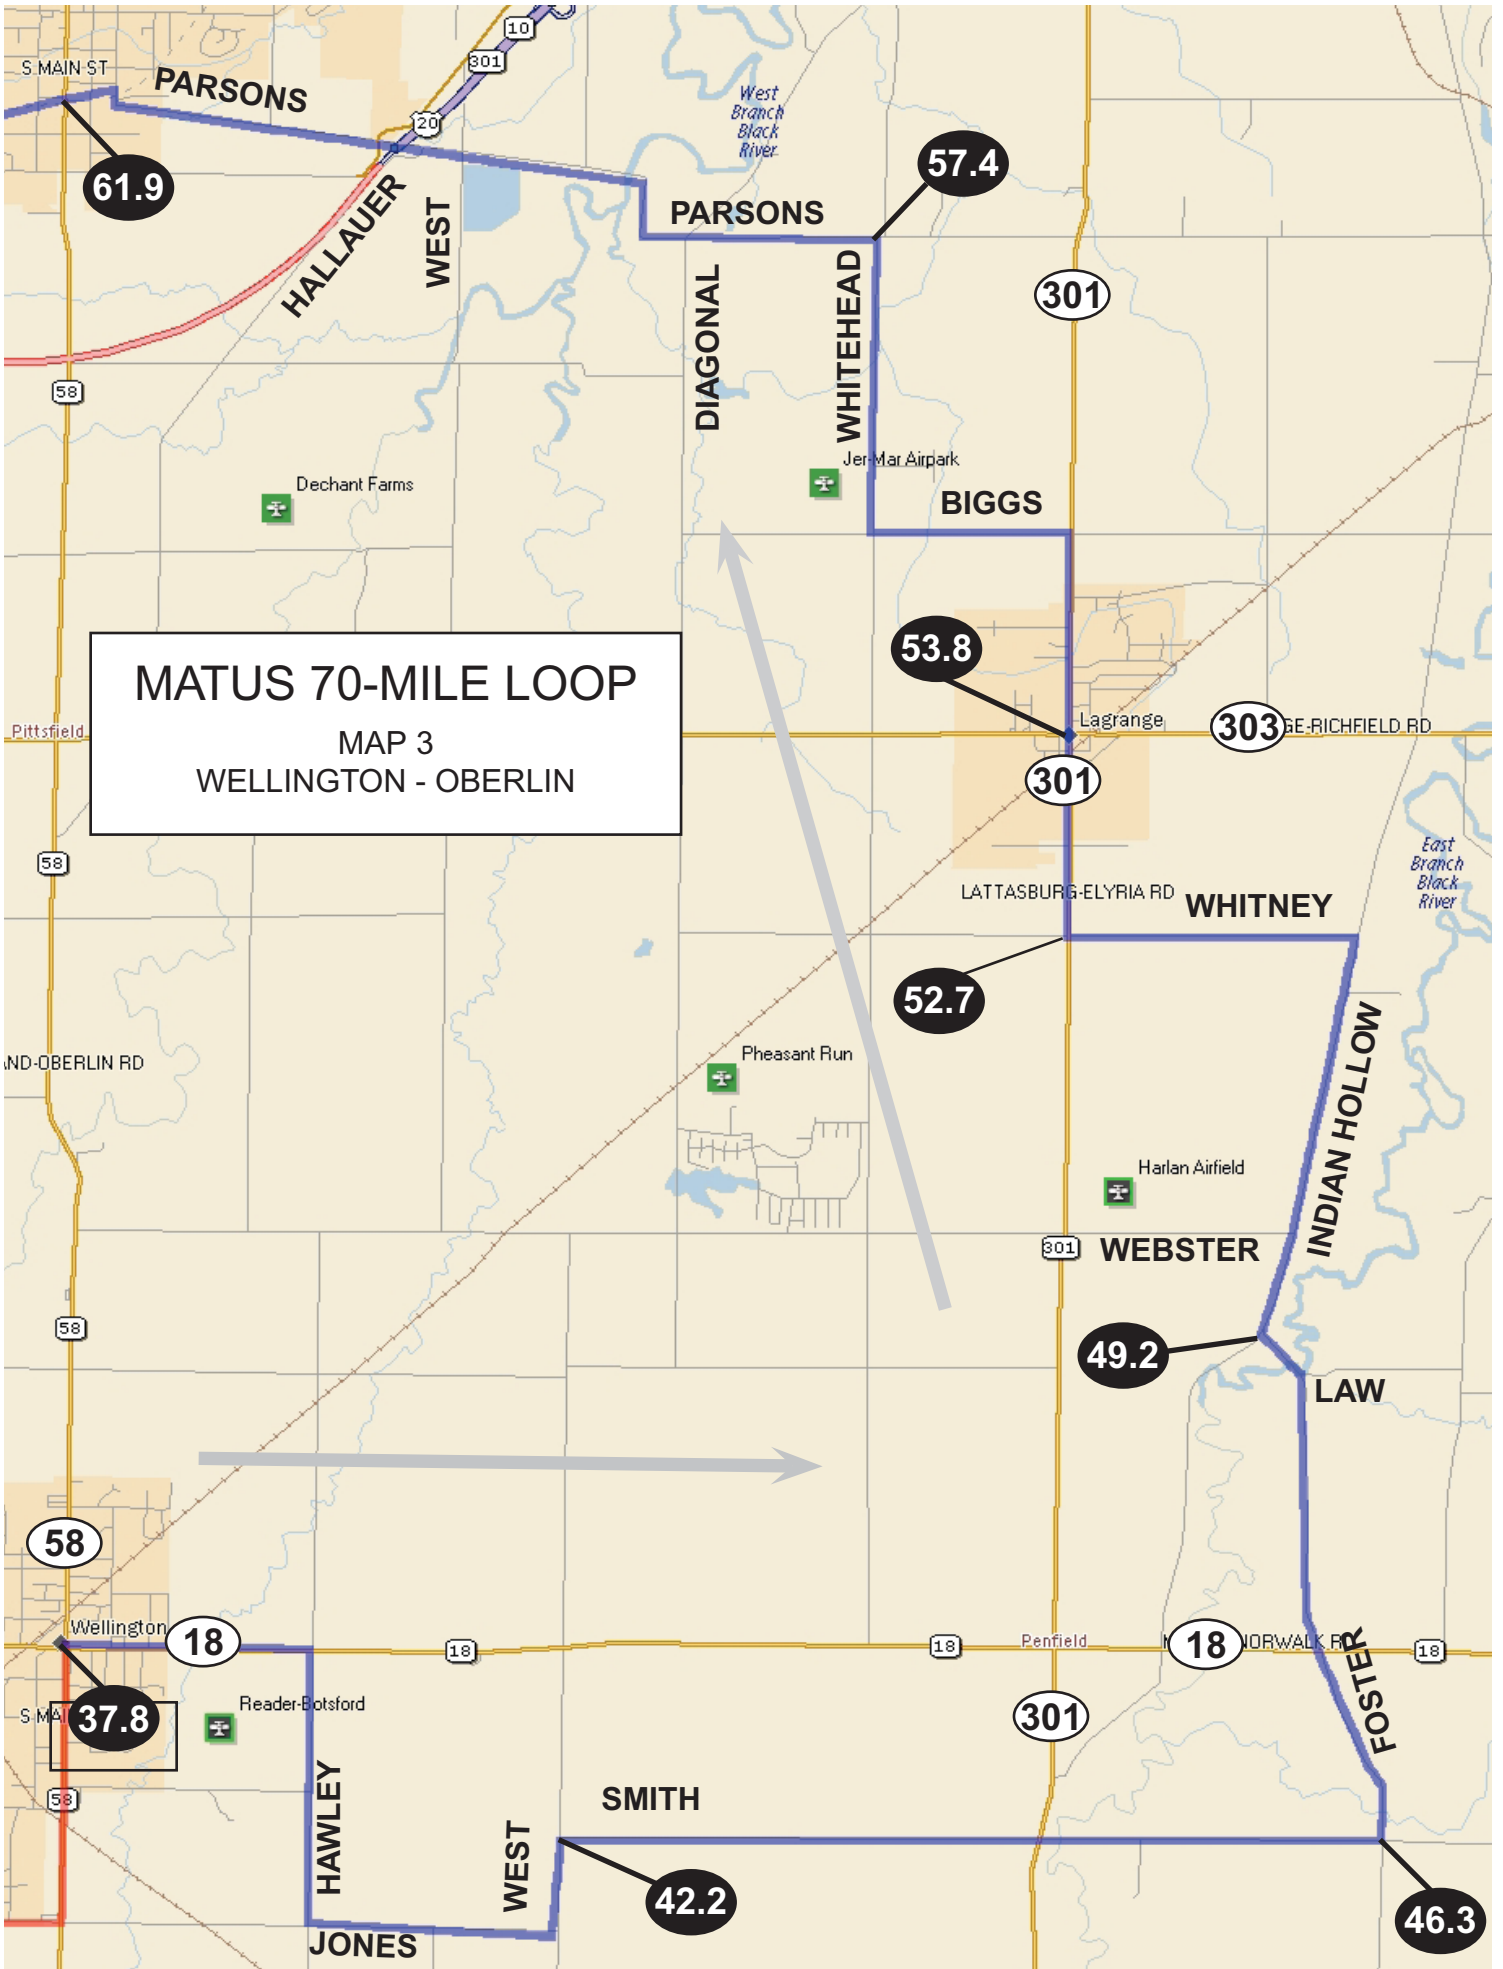 10
S MAIN ST
PARSONS
301
20
West
Branch
Black
River
57.4
61.9
PARSONS
HALLAUER
WEST
DIAGONAL
WHITEHEAD
301
58
Jer-Mar Airpark
Dechant Farms
BIGGS
53.8
MATUS 70-MILE LOOP
MAP 3
WELLINGTON - OBERLIN
Pittsfield
Lagrange
303
GE-RICHFIELD RD
301
58
East
Branch
Black
River
LATTASBURG-ELYRIA RD
WHITNEY
52.7
INDIAN HOLLOW
AND-OBERLIN RD
Pheasant Run
Harlan Airfield
301
WEBSTER
58
49.2
LAW
58
Wellington
18
18
18
Penfield
18
NORWALK R
18
FOSTER
Reader-Botsford
S MAI
37.8
301
58
HAWLEY
SMITH
WEST
42.2
46.3
JONES